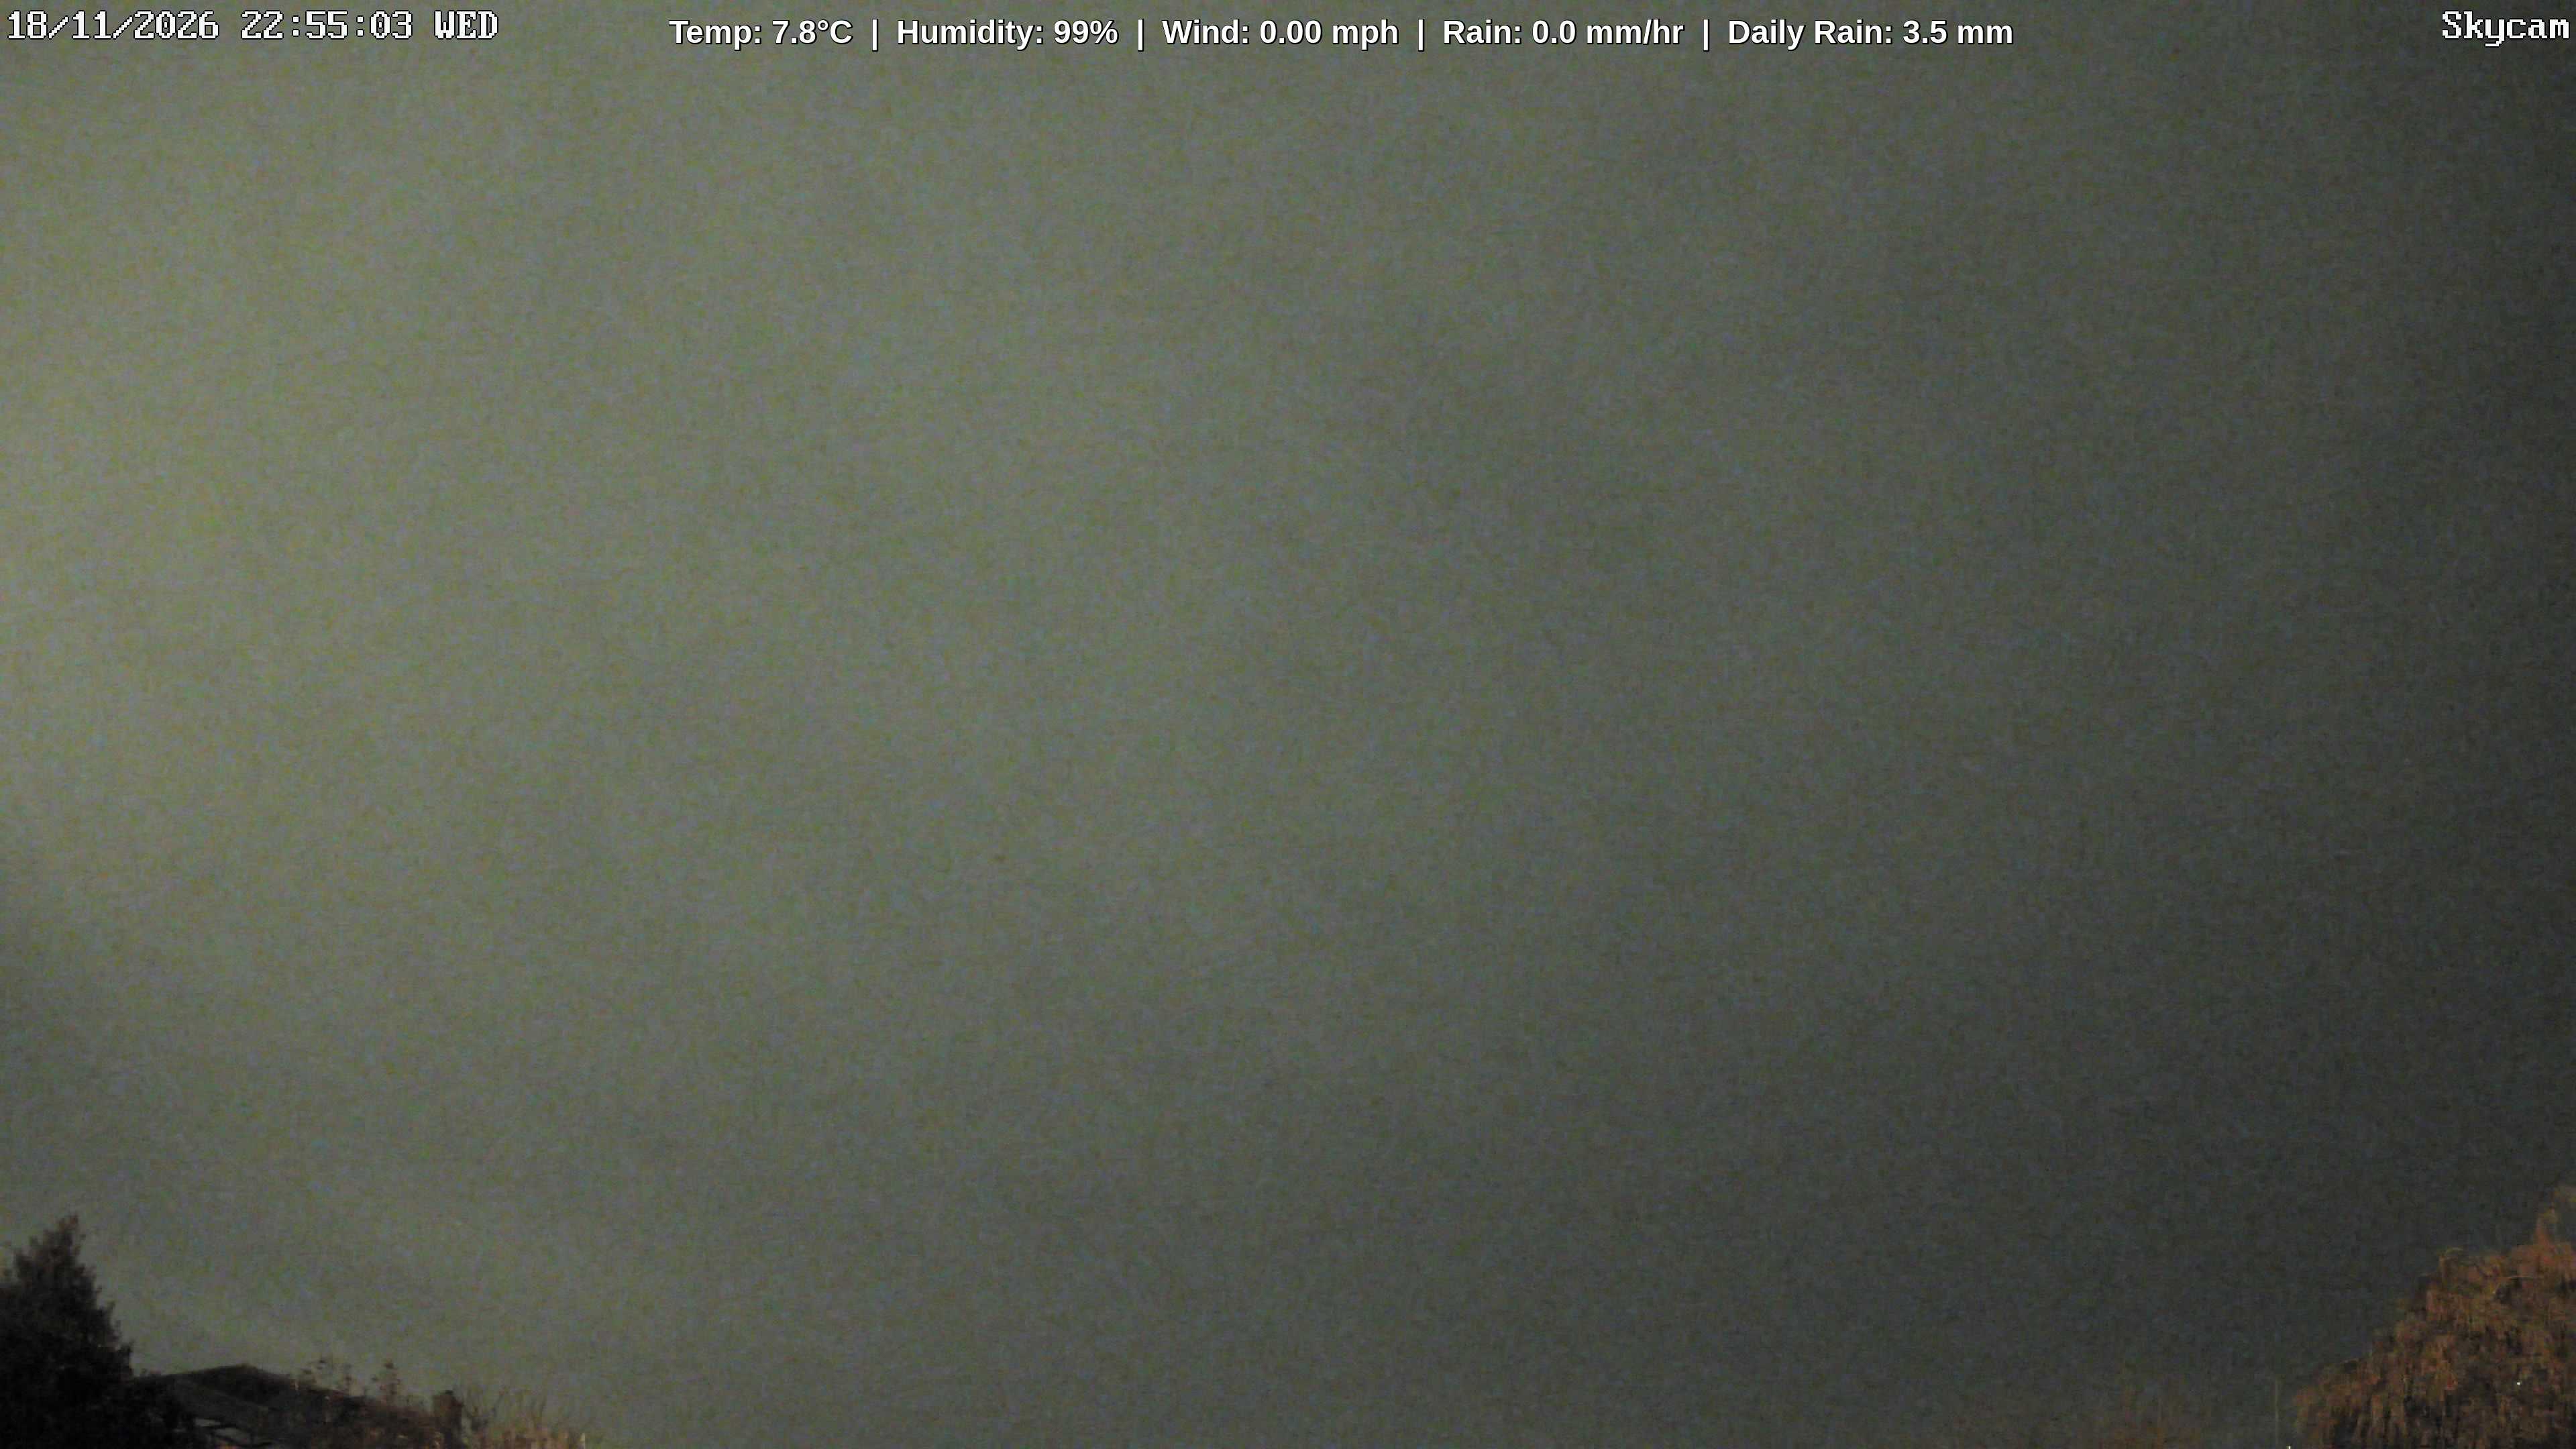 18/11/2026 22:55:03 WED
Temp: 7.8°C | Humidity: 99% | Wind: 0.00 mph | Rain: 0.0 mm/hr | Daily Rain: 3.5 mm
Skycam